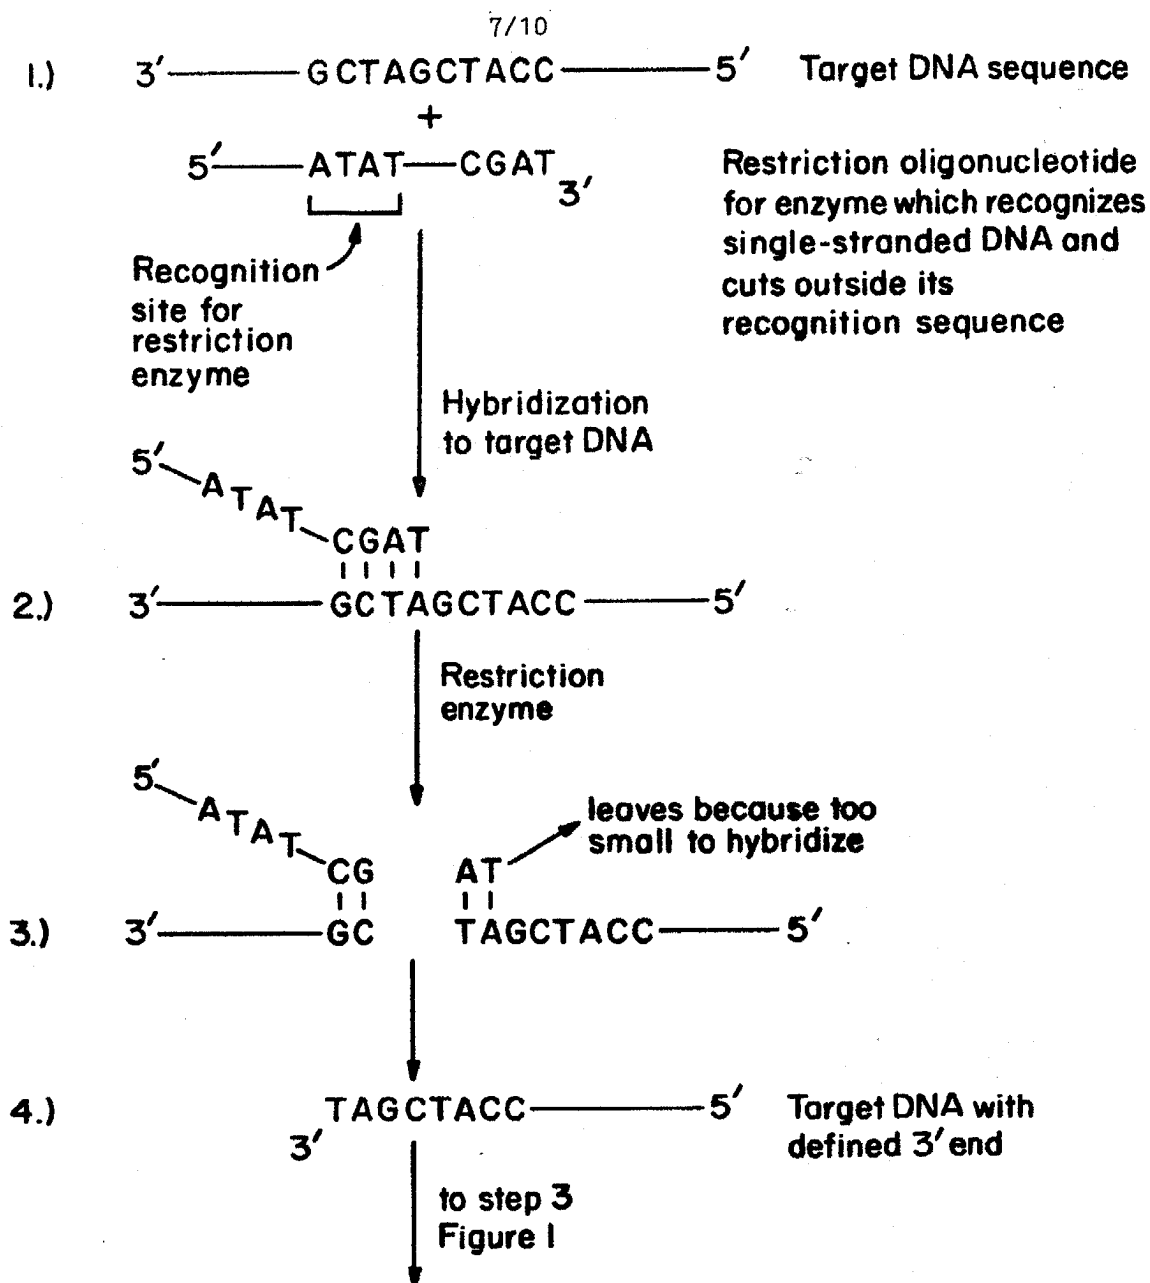 7/10
1.) 3' GCTAGCTACC 5' Target DNA sequence
+
5' ATAT CGAT 3'
Restriction oligonucleotide
for enzyme which recognizes
single-stranded DNA and
cuts outside its
recognition sequence
Recognition
site for
restriction
enzyme
Hybridization
to target DNA
5' ATAT
CGAT
2.) 3' GCTAGCTACC 5'
Restriction
enzyme
5' ATAT
CG AT
leaves because too
small to hybridize
3.) 3' GC TAGCTACC 5'
4.) 3' TAGCTACC 5'
Target DNA with
defined 3' end
to step 3
Figure 1